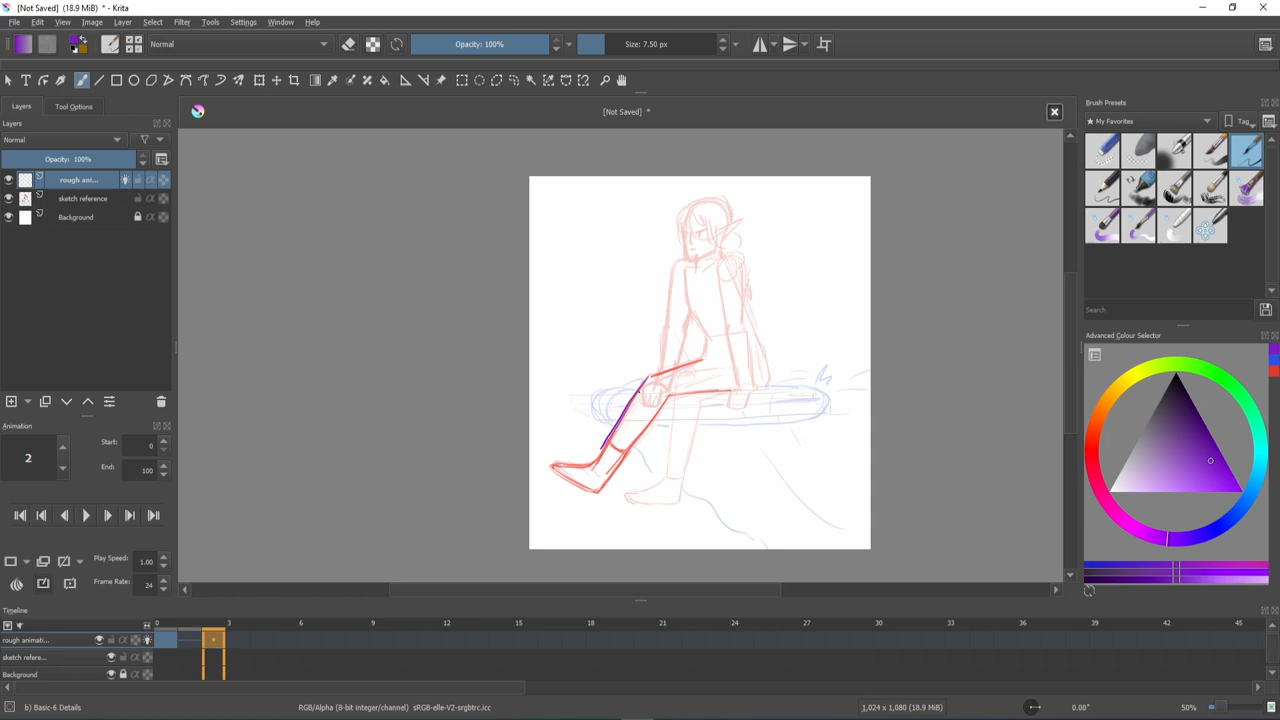 [Not Saved] (18.9 MiB) * - Krita
File Edit View Image Layer Select Filter Tools Settings Window Help
Normal Opacity: 100% Size: 7.50 px
Layers Tool Options
[Not Saved] *
Layers
Normal
Opacity: 100%
rough ani...
sketch reference
Background
Animation
2
Start: 0
End: 100
Play Speed: 1.00
Frame Rate: 24
Brush Presets
★ My Favorites Tag
Search
Advanced Colour Selector
Timeline
0 3 6 9 12 15 18 21 24 27 30 33 36 39 42 45
rough animati...
sketch refere...
Background
b) Basic-6 Details RGB/Alpha (8-bit integer/channel) sRGB-elle-V2-srgbtrc.icc 1,024 x 1,080 (18.9 MiB) 0.00° 50%